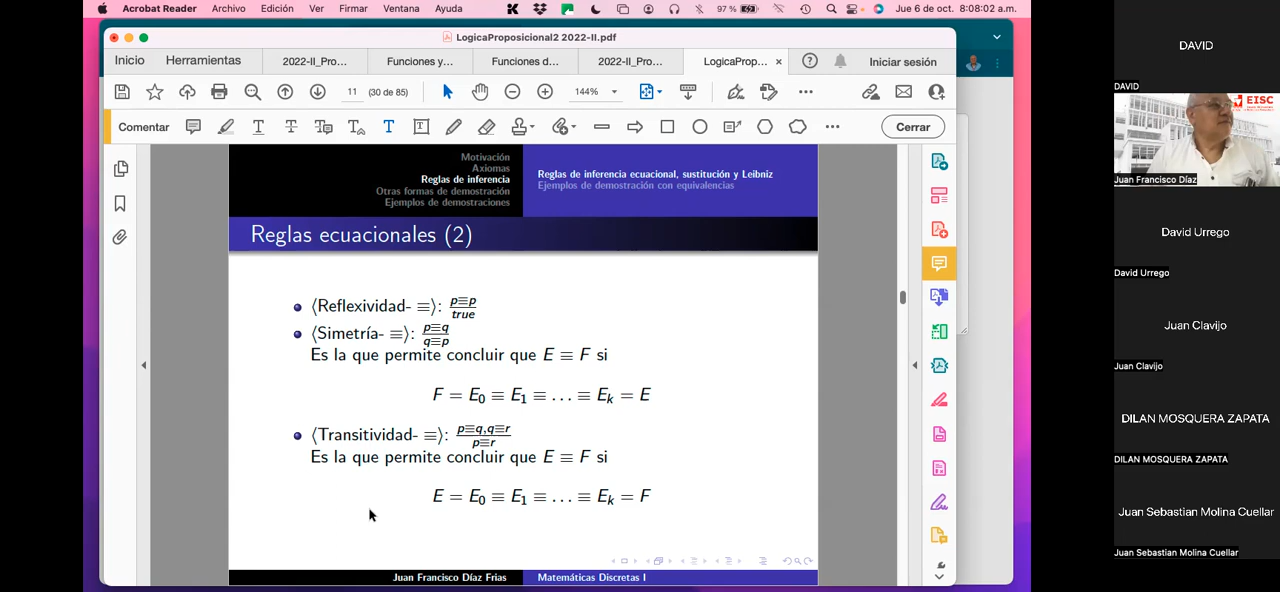 Acrobat Reader Archivo Edición Ver Firmar Ventana Ayuda 97 % Jue 6 de oct. 8:08:02 a.m.
LogicaProposicional2 2022-II.pdf
Inicio Herramientas 2022-II_Pro... Funciones y... Funciones d... 2022-II_Pro... LogicaProp... × Iniciar sesión
11 (30 de 85) 144%
Comentar Cerrar
Motivación
Axiomas
Reglas de inferencia
Otras formas de demostración
Ejemplos de demostraciones
Reglas de inferencia ecuacional, sustitución y Leibniz
Ejemplos de demostración con equivalencias
Reglas ecuacionales (2)
⟨Reflexividad- ≡⟩: p≡p
true
⟨Simetría- ≡⟩: p≡q
q≡p
Es la que permite concluir que E ≡ F si
F = E₀ ≡ E₁ ≡ . . . ≡ Eₖ = E
⟨Transitividad- ≡⟩: p≡q,q≡r
p≡r
Es la que permite concluir que E ≡ F si
E = E₀ ≡ E₁ ≡ . . . ≡ Eₖ = F
Juan Francisco Díaz Frias Matemáticas Discretas I
DAVID
DAVID
EISC
Juan Francisco Díaz
David Urrego
David Urrego
Juan Clavijo
Juan Clavijo
DILAN MOSQUERA ZAPATA
DILAN MOSQUERA ZAPATA
Juan Sebastian Molina Cuellar
Juan Sebastian Molina Cuellar